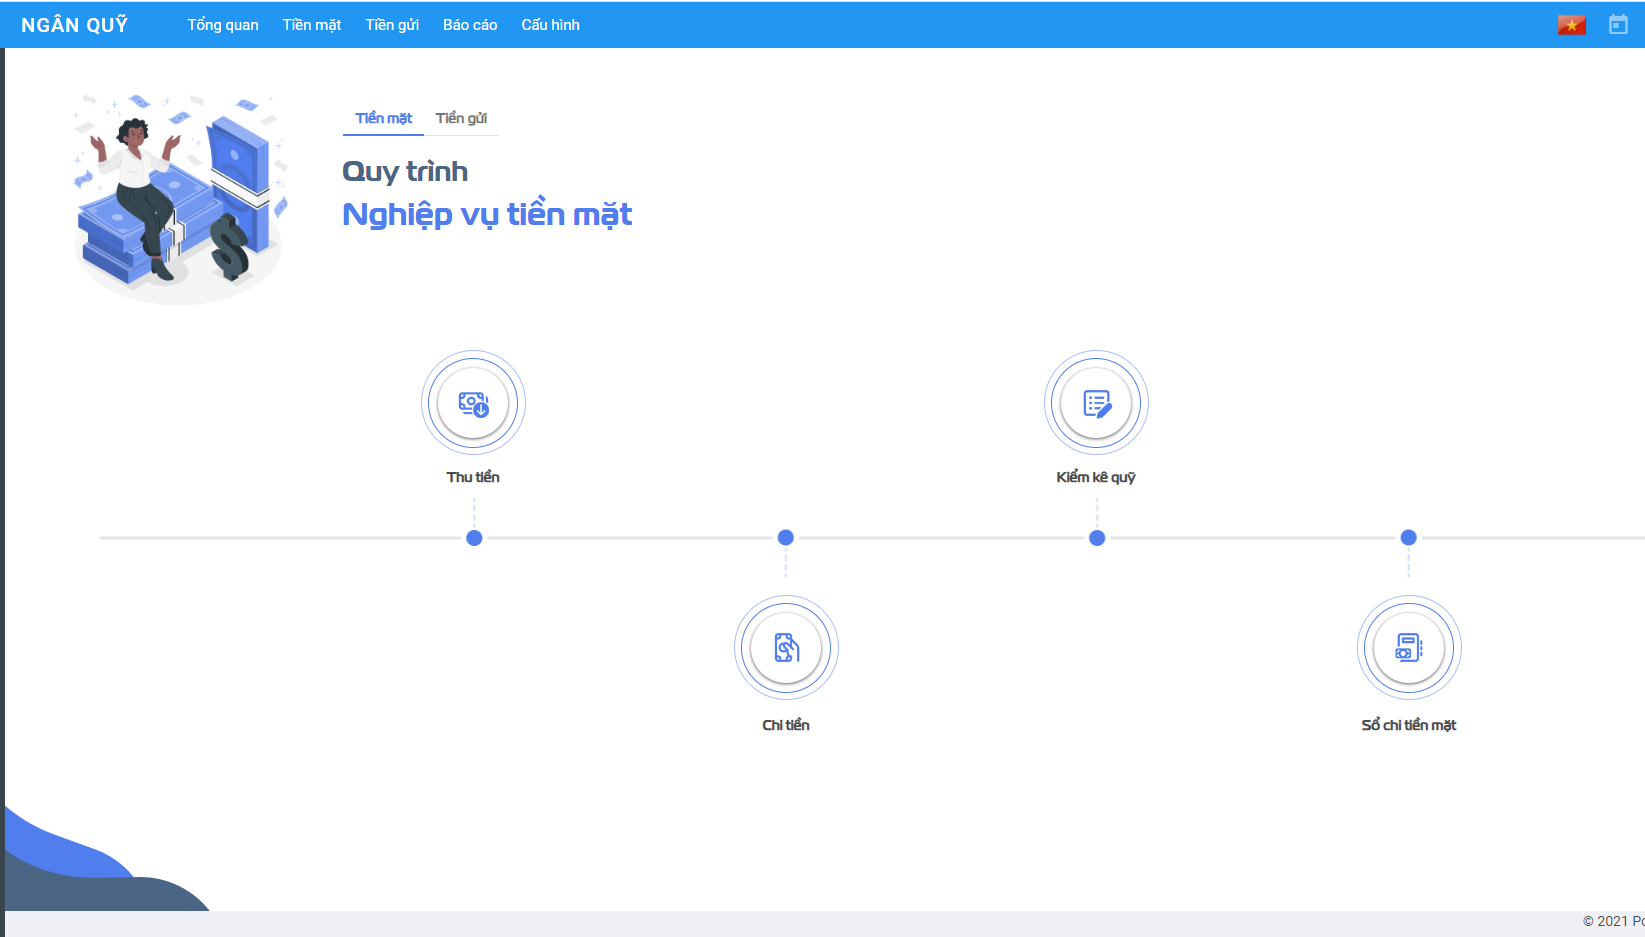 NGÂN QUỸ Tổng quan Tiền mặt Tiền gửi Báo cáo Cấu hình
Tiền mặt Tiền gửi
Quy trình
Nghiệp vụ tiền mặt
Thu tiền
Kiểm kê quỹ
Chi tiền
Sổ chi tiền mặt
© 2021